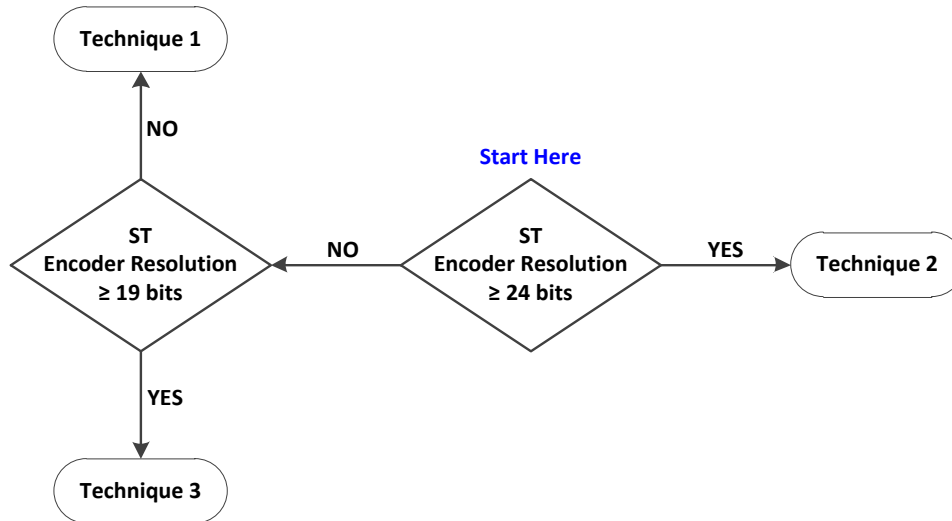 Technique 1
NO
Start Here
ST
Encoder Resolution
≥ 19 bits
NO
ST
Encoder Resolution
≥ 24 bits
YES
Technique 2
YES
Technique 3